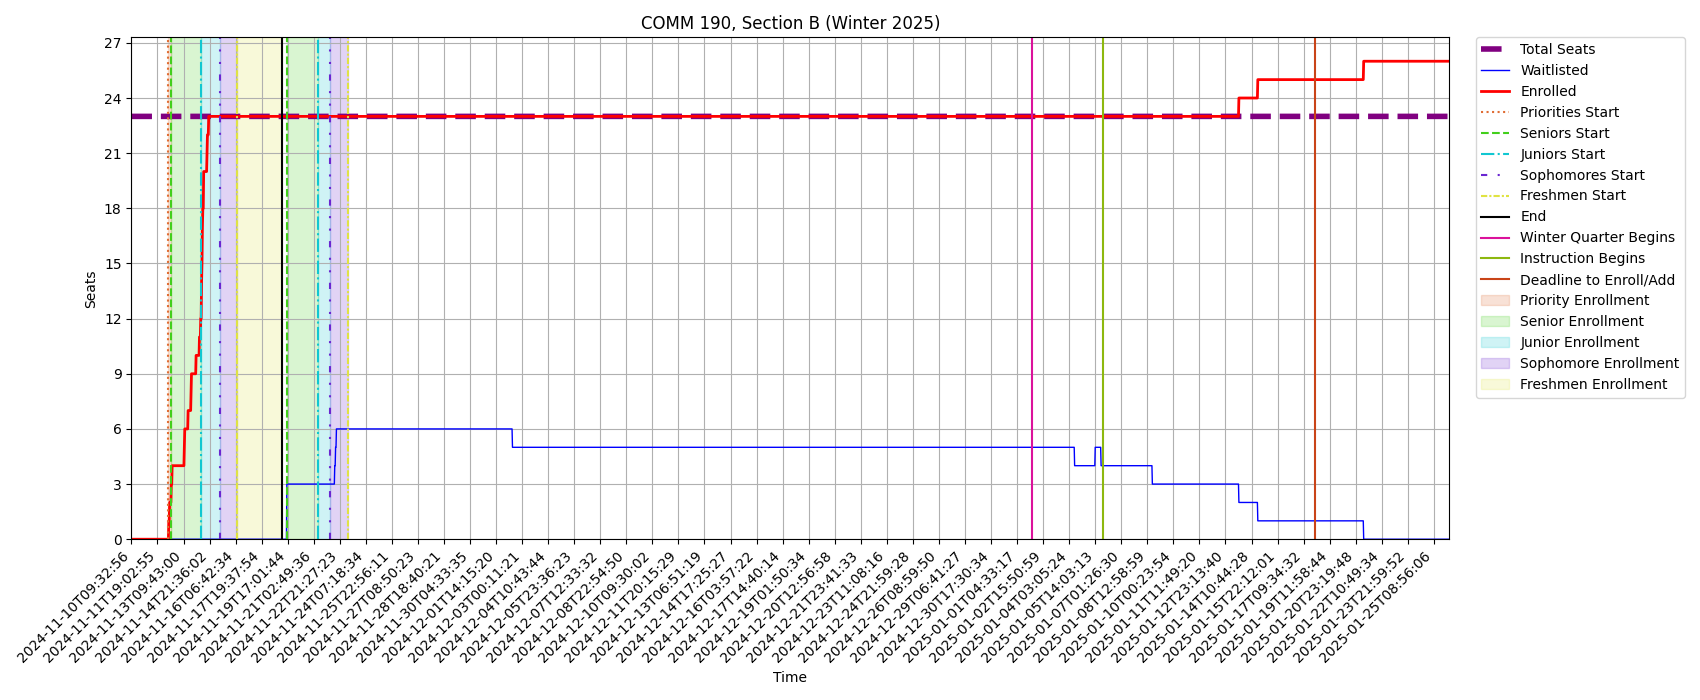 COMM 190, Section B (Winter 2025)
27
24
21
18
15
12
9
6
3
0
Seats
2024-11-10T09:32:56
2024-11-11T19:02:55
2024-11-13T09:43:00
2024-11-14T21:36:02
2024-11-16T06:42:34
2024-11-17T19:37:54
2024-11-19T17:01:44
2024-11-21T02:49:36
2024-11-22T21:27:23
2024-11-24T07:18:34
2024-11-25T22:56:11
2024-11-27T08:50:23
2024-11-28T18:40:21
2024-11-30T04:33:35
2024-12-01T14:15:20
2024-12-03T00:11:21
2024-12-04T10:43:44
2024-12-05T23:36:23
2024-12-07T12:33:32
2024-12-08T22:54:50
2024-12-10T09:30:02
2024-12-11T20:15:29
2024-12-13T06:51:19
2024-12-14T17:25:27
2024-12-16T03:57:22
2024-12-17T14:40:14
2024-12-19T01:50:34
2024-12-20T12:56:58
2024-12-21T23:41:33
2024-12-23T11:08:16
2024-12-24T21:59:28
2024-12-26T08:59:50
2024-12-29T06:41:27
2024-12-30T17:30:34
2025-01-01T04:33:17
2025-01-02T15:50:59
2025-01-04T03:05:24
2025-01-05T14:03:13
2025-01-07T01:26:30
2025-01-08T12:58:59
2025-01-10T00:23:54
2025-01-11T11:49:20
2025-01-12T23:13:40
2025-01-14T10:44:28
2025-01-15T22:12:01
2025-01-17T09:34:32
2025-01-19T11:58:44
2025-01-20T23:19:48
2025-01-22T10:49:34
2025-01-23T21:59:52
2025-01-25T08:56:06
Time
Total Seats
Waitlisted
Enrolled
Priorities Start
Seniors Start
Juniors Start
Sophomores Start
Freshmen Start
End
Winter Quarter Begins
Instruction Begins
Deadline to Enroll/Add
Priority Enrollment
Senior Enrollment
Junior Enrollment
Sophomore Enrollment
Freshmen Enrollment